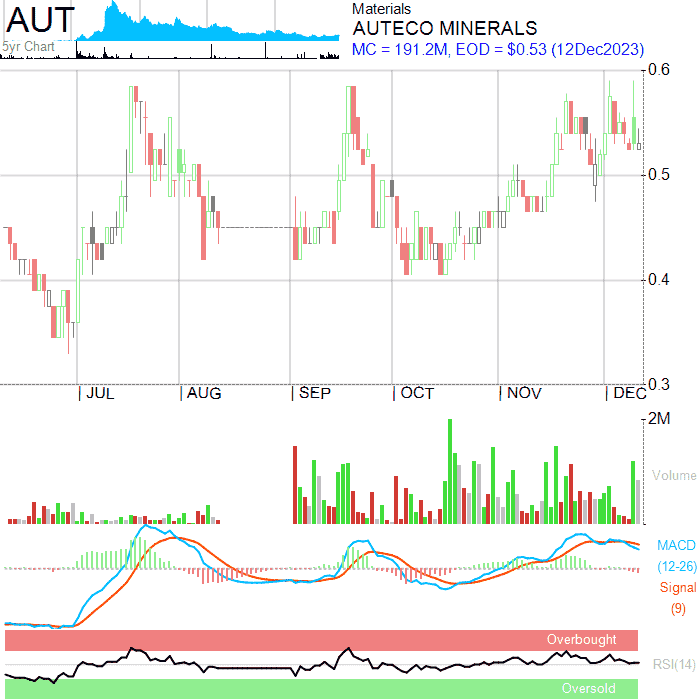 AUT
5yr Chart
Materials
AUTECO MINERALS
MC = 191.2M, EOD = $0.53 (12Dec2023)
0.6
0.5
0.4
0.3
JUL
AUG
SEP
OCT
NOV
DEC
2M
Volume
MACD
(12-26)
Signal
(9)
Overbought
RSI(14)
Oversold